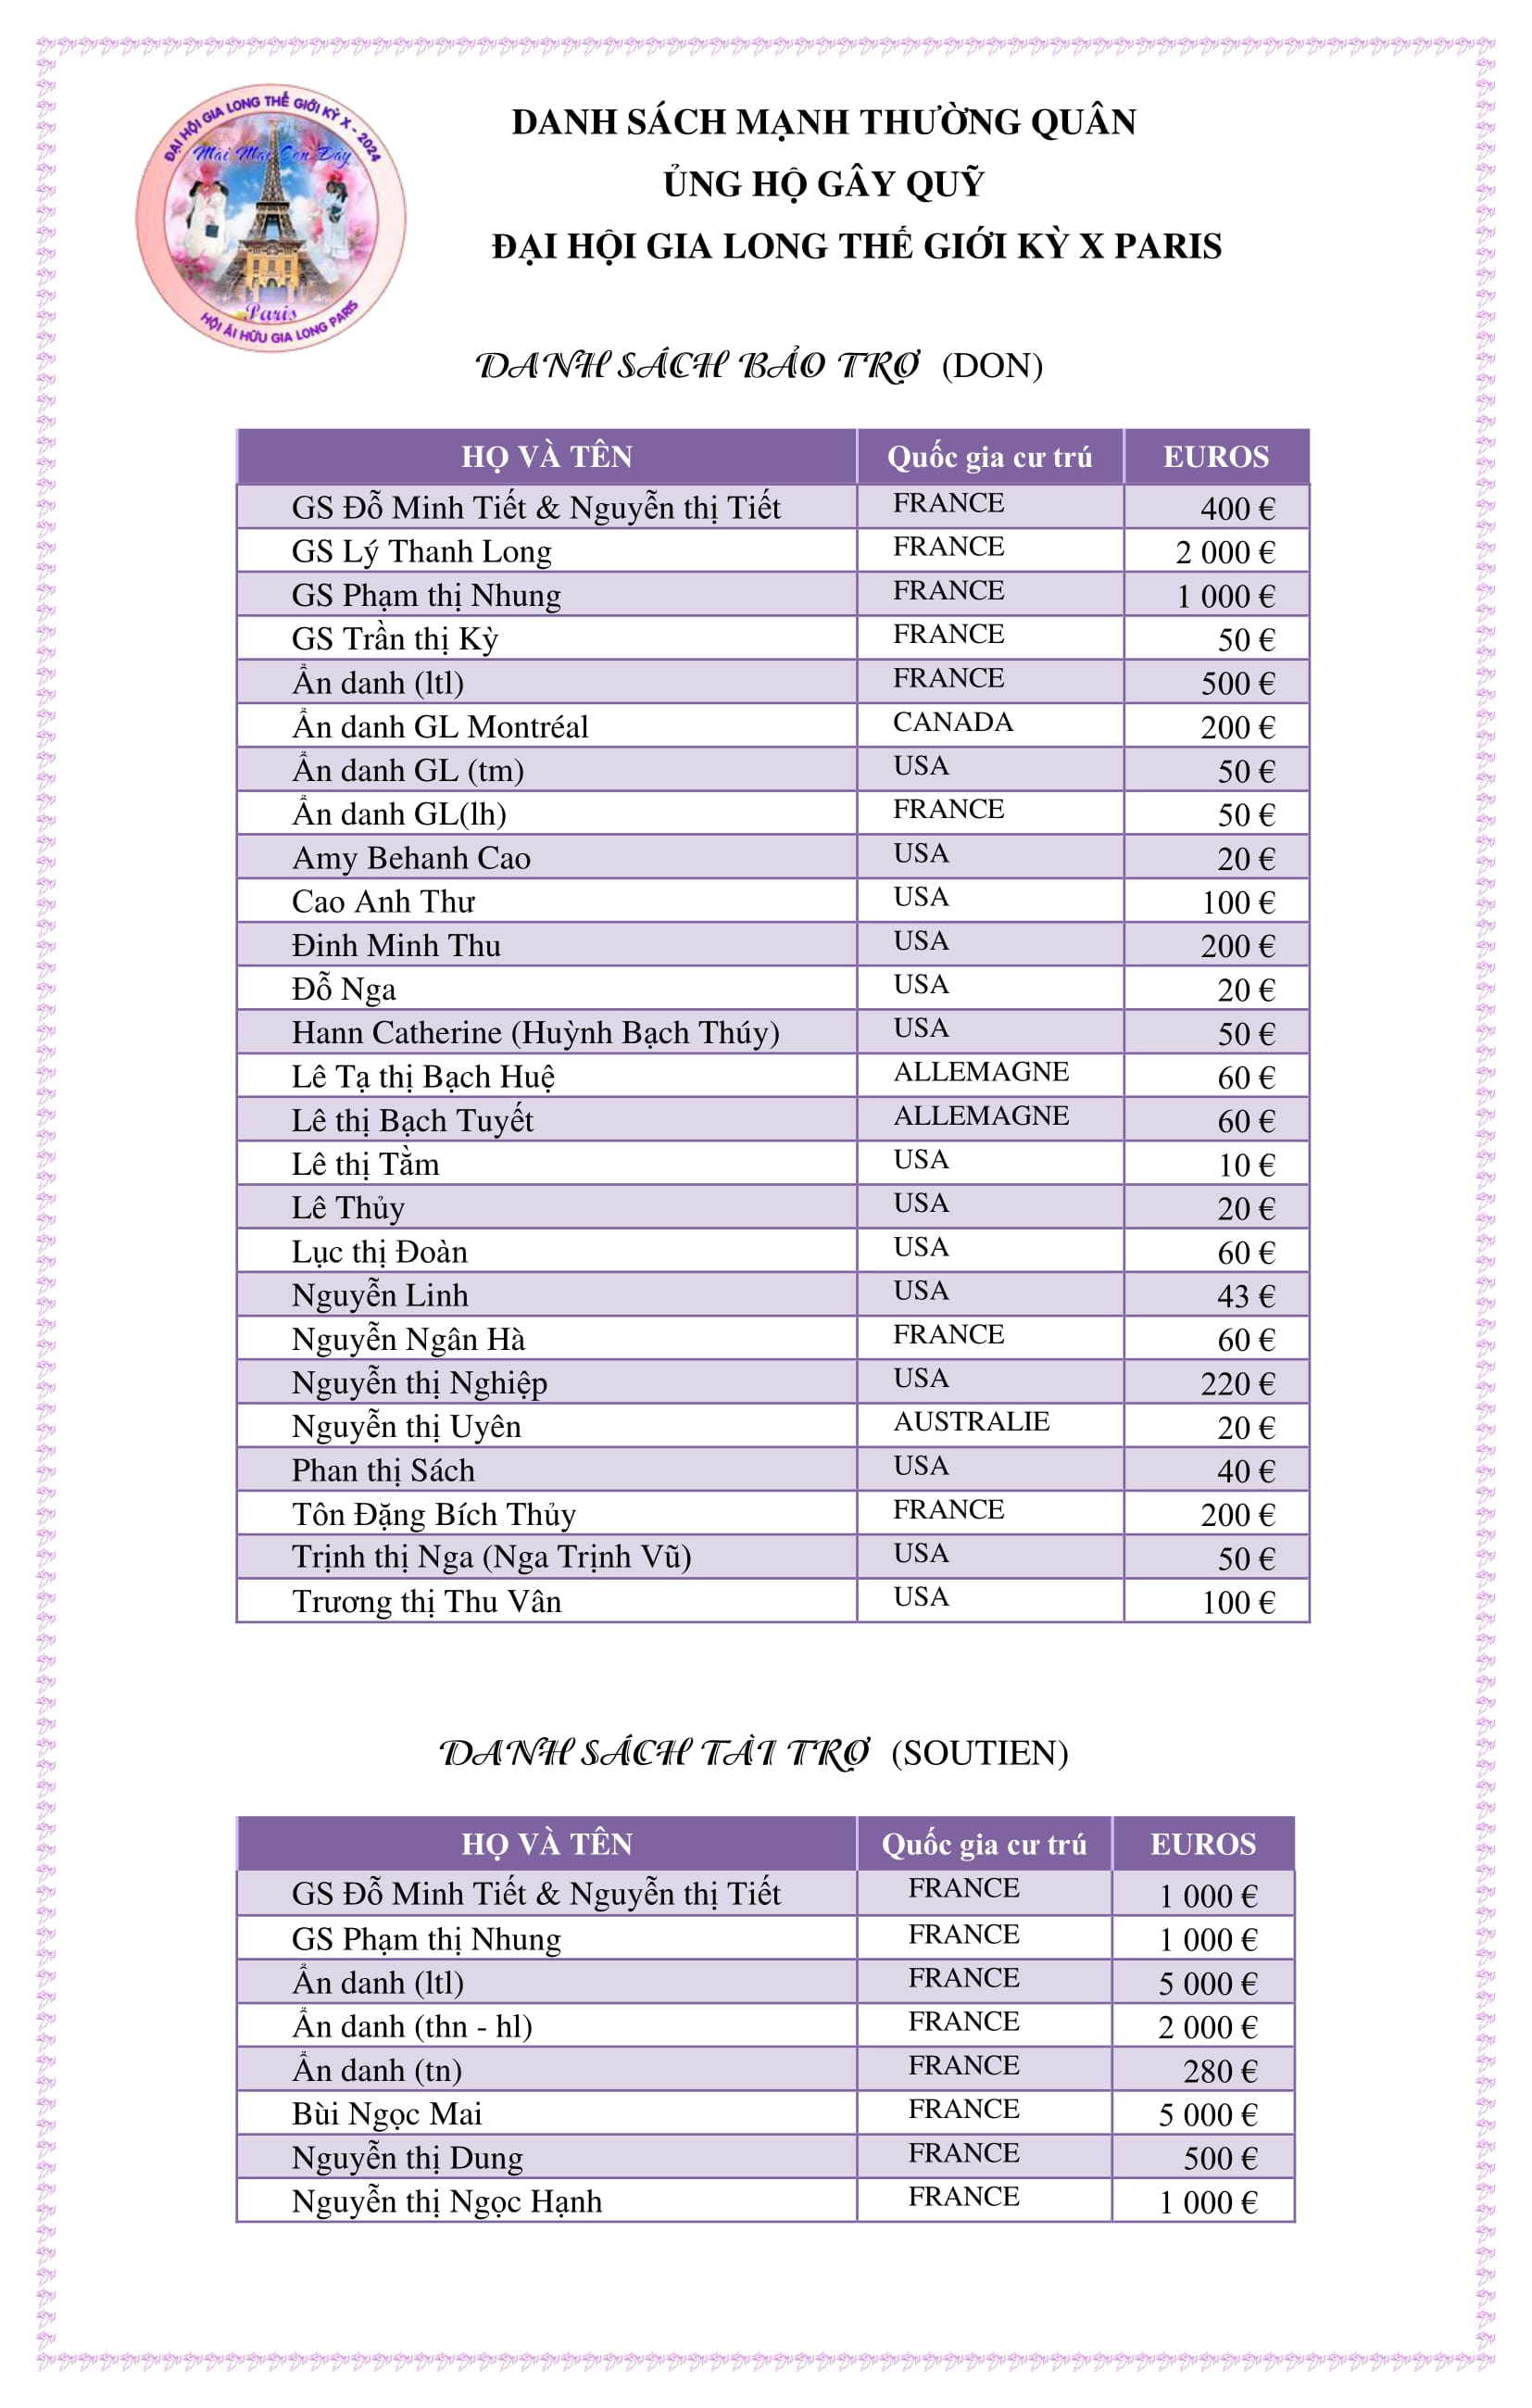 ĐẠI HỘI GIA LONG THẾ GIỚI KỲ X - 2024
Mãi Mãi Còn Đây
Paris
HỘI ÁI HỮU GIA LONG PARIS
DANH SÁCH MẠNH THƯỜNG QUÂN
ỦNG HỘ GÂY QUỸ
ĐẠI HỘI GIA LONG THẾ GIỚI KỲ X PARIS
DANH SÁCH BẢO TRỢ (DON)
HỌ VÀ TÊN Quốc gia cư trú EUROS
GS Đỗ Minh Tiết & Nguyễn thị Tiết FRANCE 400 €
GS Lý Thanh Long FRANCE 2 000 €
GS Phạm thị Nhung FRANCE 1 000 €
GS Trần thị Kỳ FRANCE 50 €
Ẩn danh (ltl) FRANCE 500 €
Ẩn danh GL Montréal CANADA 200 €
Ẩn danh GL (tm) USA 50 €
Ẩn danh GL(lh) FRANCE 50 €
Amy Behanh Cao USA 20 €
Cao Anh Thư USA 100 €
Đinh Minh Thu USA 200 €
Đỗ Nga USA 20 €
Hann Catherine (Huỳnh Bạch Thúy) USA 50 €
Lê Tạ thị Bạch Huệ ALLEMAGNE 60 €
Lê thị Bạch Tuyết ALLEMAGNE 60 €
Lê thị Tằm USA 10 €
Lê Thủy USA 20 €
Lục thị Đoàn USA 60 €
Nguyễn Linh USA 43 €
Nguyễn Ngân Hà FRANCE 60 €
Nguyễn thị Nghiệp USA 220 €
Nguyễn thị Uyên AUSTRALIE 20 €
Phan thị Sách USA 40 €
Tôn Đặng Bích Thủy FRANCE 200 €
Trịnh thị Nga (Nga Trịnh Vũ) USA 50 €
Trương thị Thu Vân USA 100 €
DANH SÁCH TÀI TRỢ (SOUTIEN)
HỌ VÀ TÊN Quốc gia cư trú EUROS
GS Đỗ Minh Tiết & Nguyễn thị Tiết FRANCE 1 000 €
GS Phạm thị Nhung FRANCE 1 000 €
Ẩn danh (ltl) FRANCE 5 000 €
Ẩn danh (thn - hl) FRANCE 2 000 €
Ẩn danh (tn) FRANCE 280 €
Bùi Ngọc Mai FRANCE 5 000 €
Nguyễn thị Dung FRANCE 500 €
Nguyễn thị Ngọc Hạnh FRANCE 1 000 €